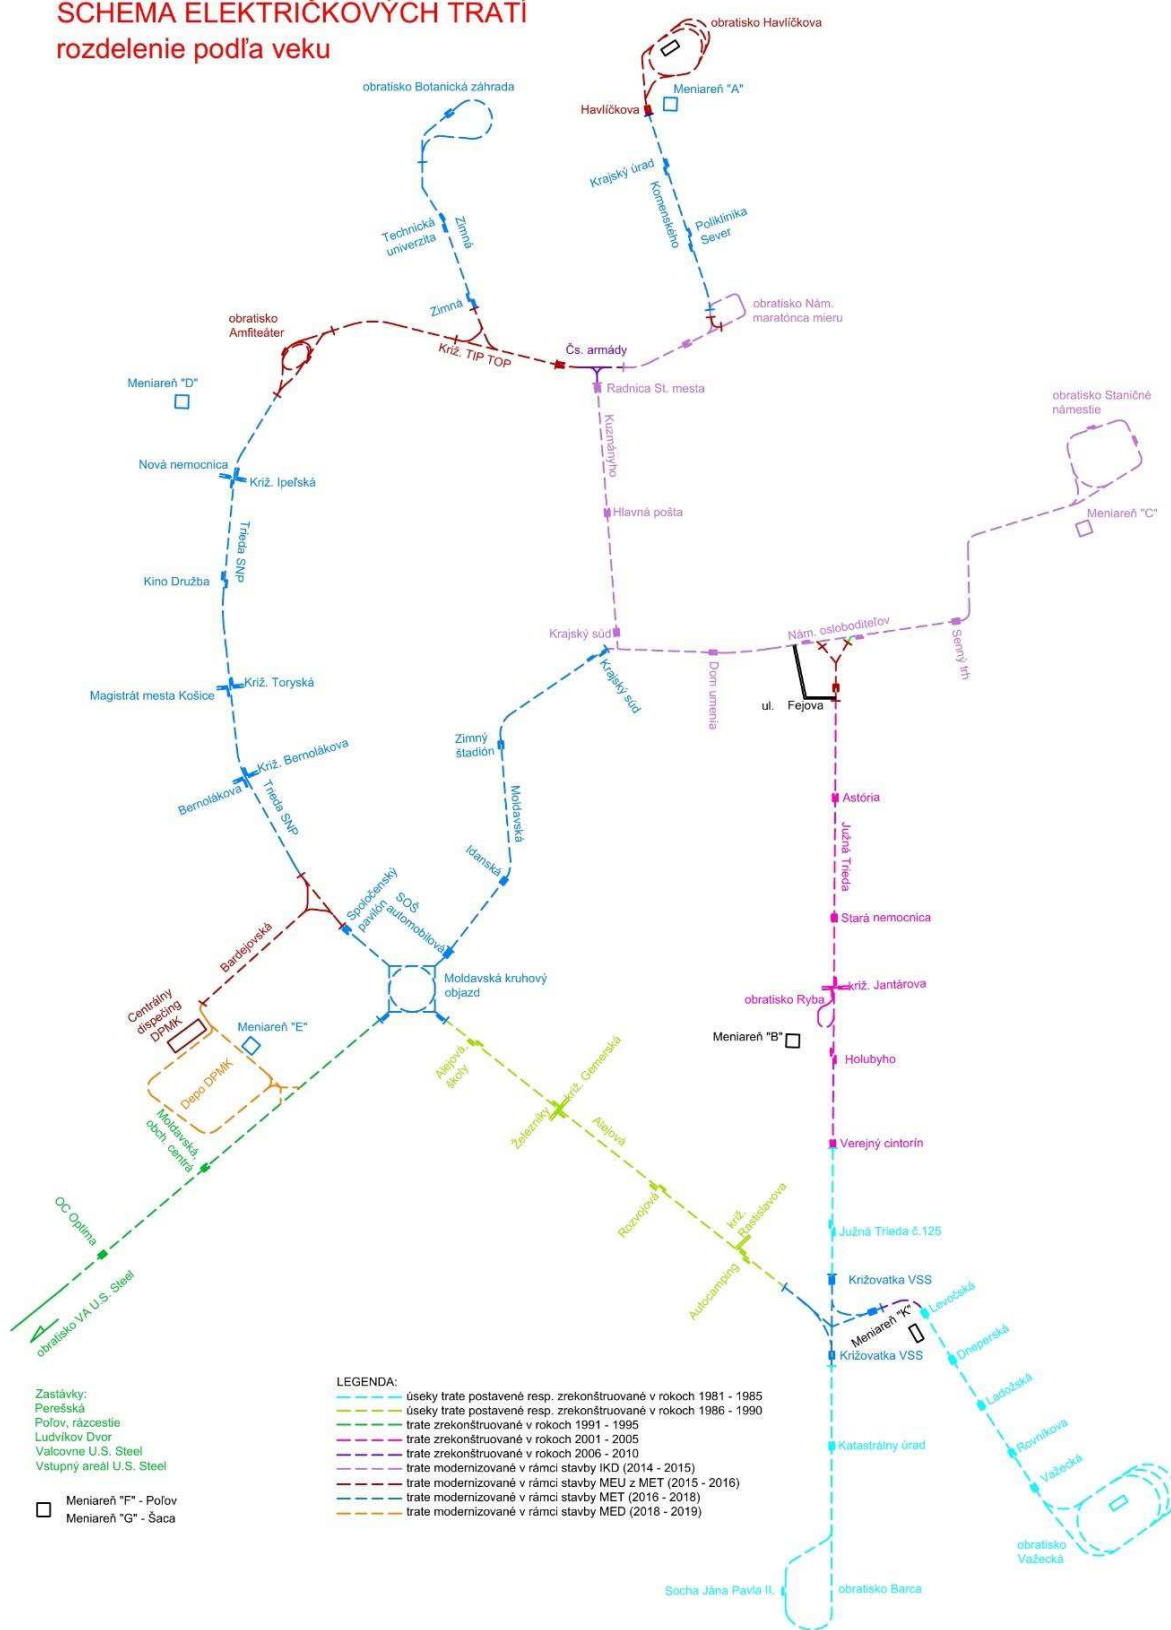 SCHEMA ELEKTRIČKOVÝCH TRATÍ
rozdelenie podľa veku
obratisko Havlíčkova
obratisko Botanická záhrada
Meniareň "A"
Havlíčkova
Krajský úrad
Komenského
Poliklinika
Sever
Technická
univerzita
Zimná
Zimná
obratisko Nám.
maratónca mieru
obratisko
Amfiteáter
Križ. TIP TOP
Čs. armády
Meniareň "D"
Radnica St. mesta
Kuzmányho
obratisko Staničné
námestie
Nová nemocnica
Križ. Ipeľská
Hlavná pošta
Meniareň "C"
Trieda SNP
Kino Družba
Krajský súd
Nám. osloboditeľov
Senný trh
Krajský súd
Dom umenia
Magistrát mesta Košice
Križ. Toryská
ul. Fejova
Zimný
štadión
Križ. Bernolákova
Bernolákova
Trieda SNP
Moldavská
Astória
Južná Trieda
Idanská
Spoločenský
pavilón
SOŠ
automobilová
Stará nemocnica
Bardejovská
Moldavská kruhový
objazd
križ. Jantárova
obratisko Ryba
Centrálny
dispečing
DPMK
Meniareň "E"
Meniareň "B"
Alejová,
školy
križ. Gemerská
Železníky
Holubyho
Depo DPMK
Alejová
Moldavská,
obch. centrá
Verejný cintorín
Rozvojová
križ.
Rastislavova
OC Optima
Južná Trieda č.125
Autocamping
Križovatka VSS
obratisko VA U.S. Steel
Meniareň "K"
Levočská
Križovatka VSS
Dneperská
Ladožská
Rovníkova
Važecká
Katastrálny úrad
obratisko
Važecká
Socha Jána Pavla II.
obratisko Barca
Zastávky:
Perešská
Poľov, rázcestie
Ludvíkov Dvor
Valcovne U.S. Steel
Vstupný areál U.S. Steel
Meniareň "F" - Poľov
Meniareň "G" - Šaca
LEGENDA:
úseky trate postavené resp. zrekonštruované v rokoch 1981 - 1985
úseky trate postavené resp. zrekonštruované v rokoch 1986 - 1990
trate zrekonštruované v rokoch 1991 - 1995
trate zrekonštruované v rokoch 2001 - 2005
trate zrekonštruované v rokoch 2006 - 2010
trate modernizované v rámci stavby IKD (2014 - 2015)
trate modernizované v rámci stavby MEU z MET (2015 - 2016)
trate modernizované v rámci stavby MET (2016 - 2018)
trate modernizované v rámci stavby MED (2018 - 2019)